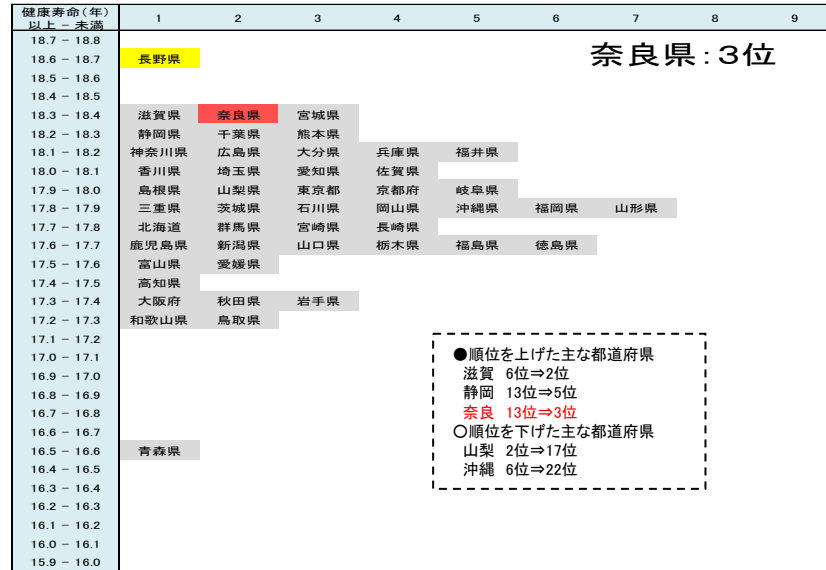 健康寿命(年)
以上 － 未満 1 2 3 4 5 6 7 8 9
18.7 － 18.8
18.6 － 18.7 長野県
奈良県：3位
18.5 － 18.6
18.4 － 18.5
18.3 － 18.4 滋賀県 奈良県 宮城県
18.2 － 18.3 静岡県 千葉県 熊本県
18.1 － 18.2 神奈川県 広島県 大分県 兵庫県 福井県
18.0 － 18.1 香川県 埼玉県 愛知県 佐賀県
17.9 － 18.0 島根県 山梨県 東京都 京都府 岐阜県
17.8 － 17.9 三重県 茨城県 石川県 岡山県 沖縄県 福岡県 山形県
17.7 － 17.8 北海道 群馬県 宮崎県 長崎県
17.6 － 17.7 鹿児島県 新潟県 山口県 栃木県 福島県 徳島県
17.5 － 17.6 富山県 愛媛県
17.4 － 17.5 高知県
17.3 － 17.4 大阪府 秋田県 岩手県
17.2 － 17.3 和歌山県 鳥取県
17.1 － 17.2
17.0 － 17.1
16.9 － 17.0
16.8 － 16.9
16.7 － 16.8
16.6 － 16.7
16.5 － 16.6 青森県
16.4 － 16.5
16.3 － 16.4
16.2 － 16.3
16.1 － 16.2
16.0 － 16.1
15.9 － 16.0
●順位を上げた主な都道府県
滋賀 6位⇒2位
静岡 13位⇒5位
奈良 13位⇒3位
○順位を下げた主な都道府県
山梨 2位⇒17位
沖縄 6位⇒22位